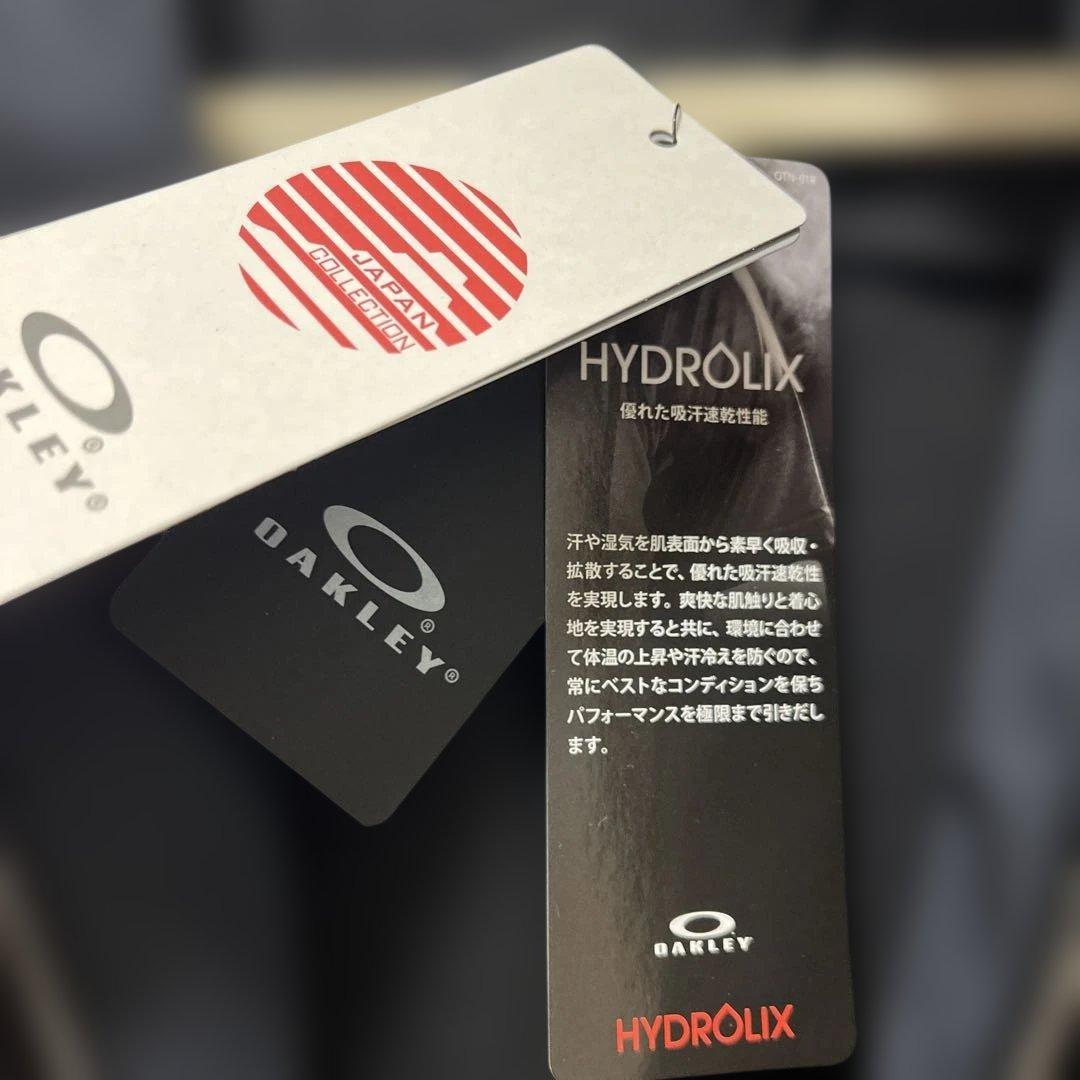 JAPAN
COLLECTION
KLEY®
®
OAKLEY®
®
OTN-01R
HYDROLIX
優れた吸汗速乾性能
汗や湿気を肌表面から素早く吸収・
拡散することで、優れた吸汗速乾性
を実現します。爽快な肌触りと着心
地を実現すると共に、環境に合わせ
て体温の上昇や汗冷えを防ぐので、
常にベストなコンディションを保ち
パフォーマンスを極限まで引きだし
ます。
OAKLEY
HYDROLIX